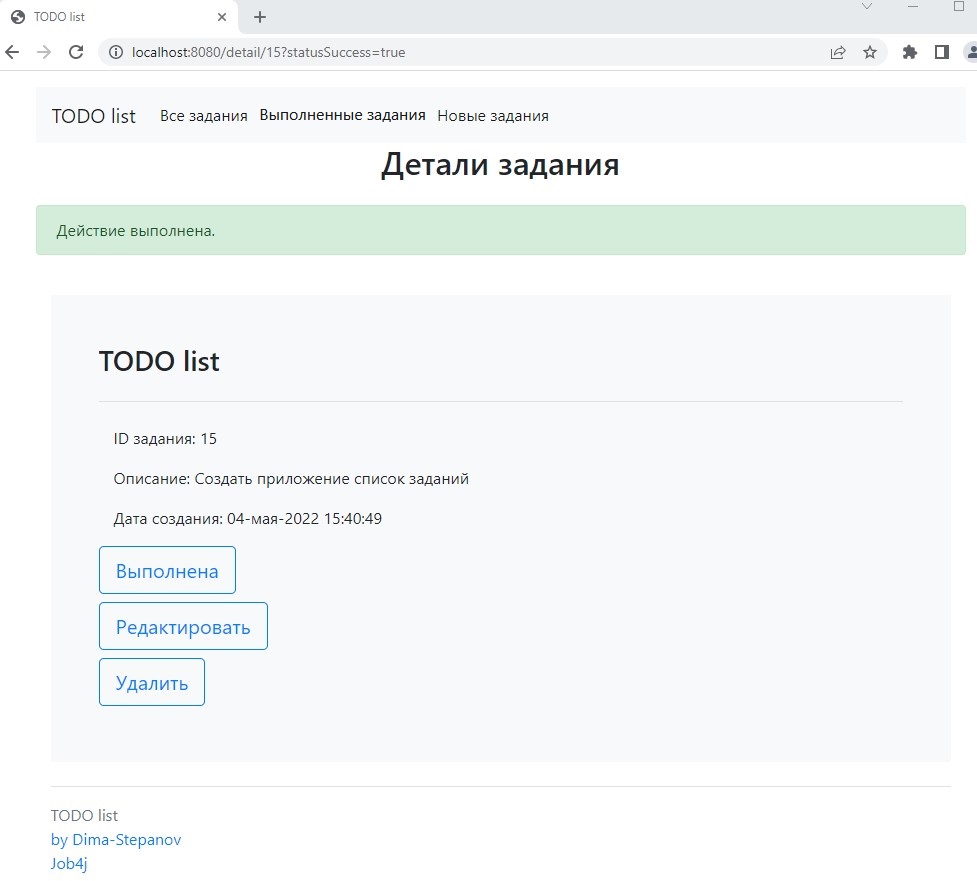 TODO list
localhost:8080/detail/15?statusSuccess=true
TODO list Все задания Выполненные задания Новые задания
Детали задания
Действие выполнена.
TODO list
ID задания: 15
Описание: Создать приложение список заданий
Дата создания: 04-мая-2022 15:40:49
Выполнена
Редактировать
Удалить
TODO list
by Dima-Stepanov
Job4j